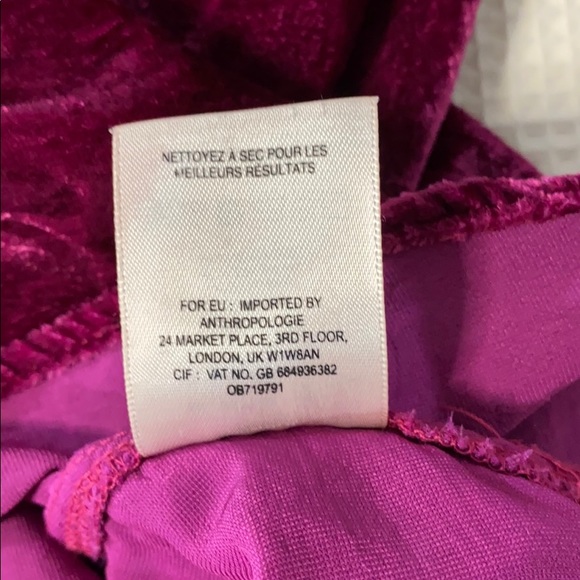 NETTOYEZ A SEC POUR LES
MEILLEURS RÉSULTATS
FOR EU : IMPORTED BY
ANTHROPOLOGIE
24 MARKET PLACE, 3RD FLOOR,
LONDON, UK W1W8AN
CIF : VAT NO. GB 684936382
OB719791